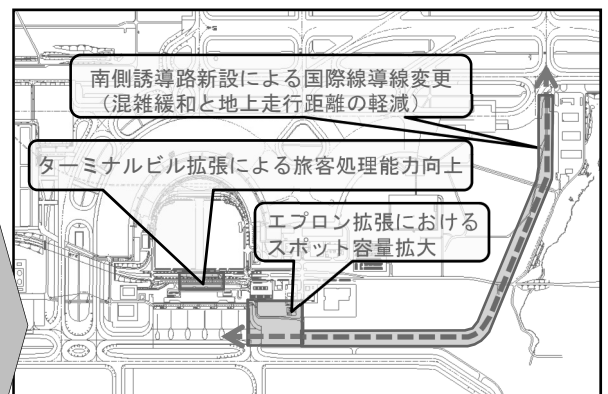 南側誘導路新設による国際線導線変更
（混雑緩和と地上走行距離の軽減）
ターミナルビル拡張による旅客処理能力向上
エプロン拡張における
スポット容量拡大